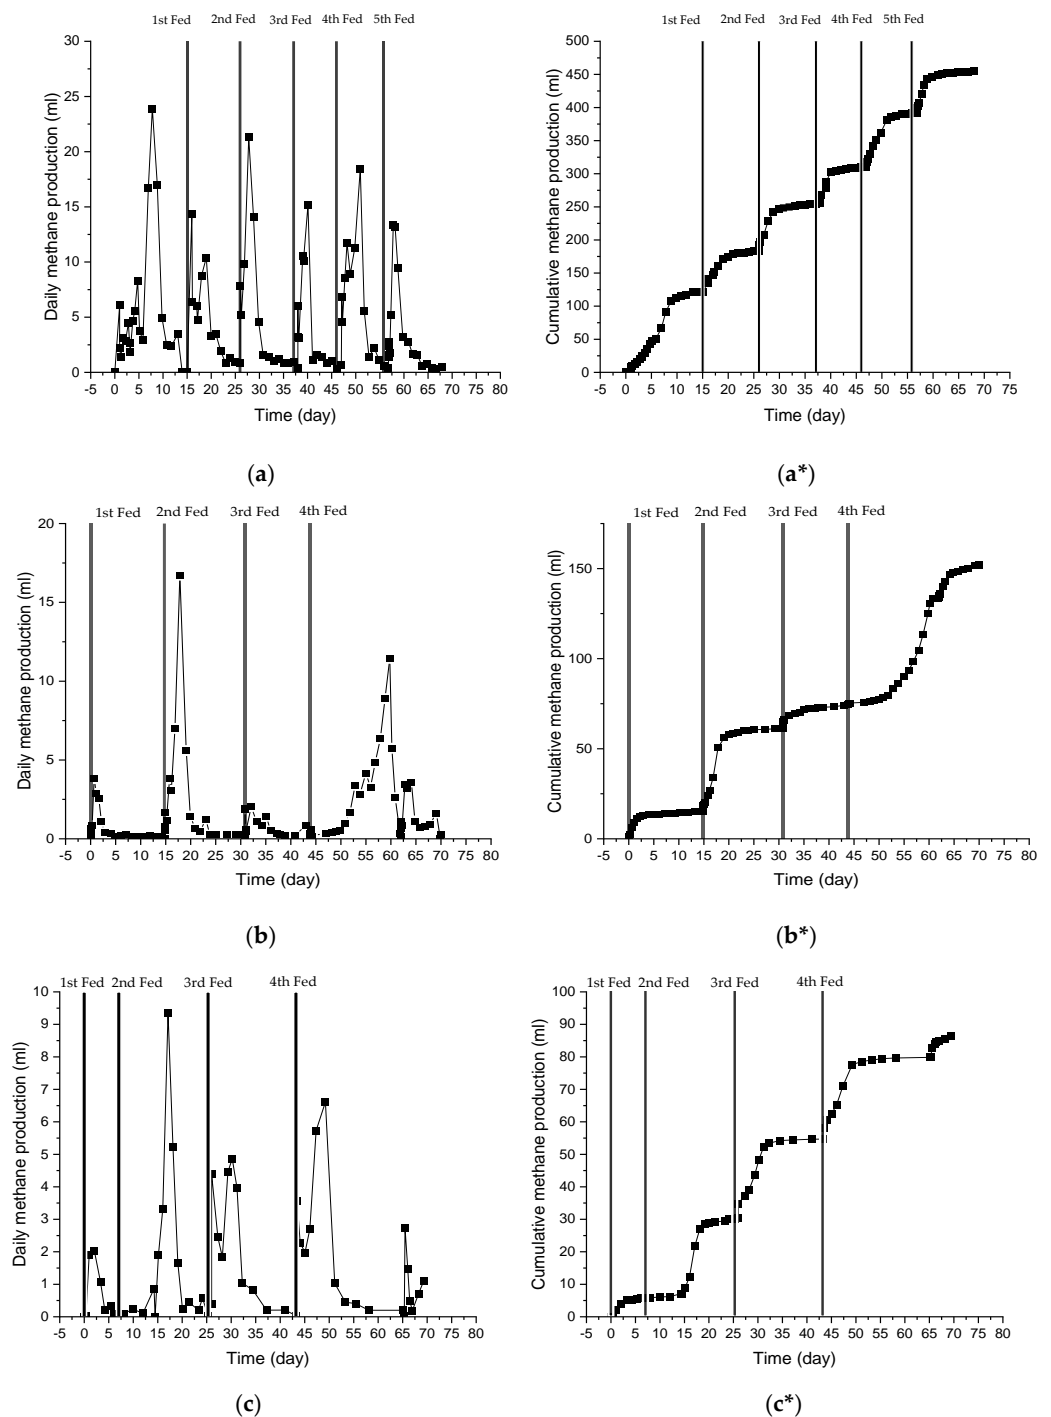 1st Fed 2nd Fed 3rd Fed 4th Fed 5th Fed
30
25
20
15
10
5
0
Daily methane production (ml)
-5 0 5 10 15 20 25 30 35 40 45 50 55 60 65 70
Time (day)
(a)
1st Fed 2nd Fed 3rd Fed 4th Fed 5th Fed
500
450
400
350
300
250
200
150
100
50
0
Cumulative methane production (ml)
-5 0 5 10 15 20 25 30 35 40 45 50 55 60 65 70 75
Time (day)
(a*)
1st Fed 2nd Fed 3rd Fed 4th Fed
20
15
10
5
0
Daily methane production (ml)
-5 0 5 10 15 20 25 30 35 40 45 50 55 60 65 70 75 80
Time (day)
(b)
1st Fed 2nd Fed 3rd Fed 4th Fed
150
100
50
0
Cumulative methane production (ml)
-5 0 5 10 15 20 25 30 35 40 45 50 55 60 65 70 75 80
Time (day)
(b*)
1st Fed 2nd Fed 3rd Fed 4th Fed
10
9
8
7
6
5
4
3
2
1
0
Daily methane production (ml)
-5 0 5 10 15 20 25 30 35 40 45 50 55 60 65 70 75 80
Time (day)
(c)
1st Fed 2nd Fed 3rd Fed 4th Fed
100
90
80
70
60
50
40
30
20
10
0
Cumulative methane production (ml)
-5 0 5 10 15 20 25 30 35 40 45 50 55 60 65 70 75 80
Time (day)
(c*)